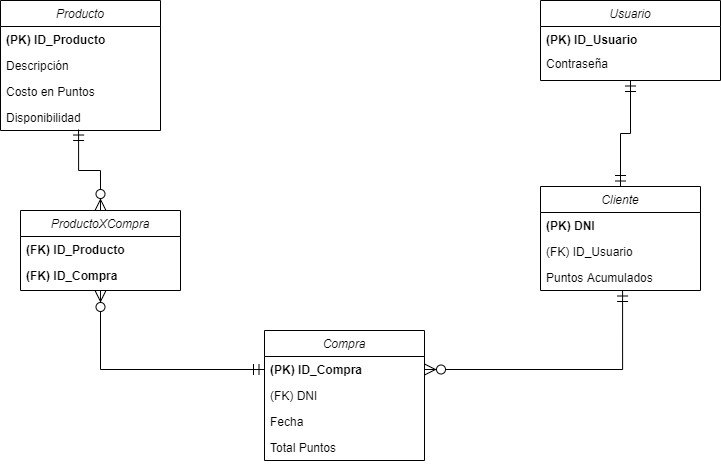 Producto
(PK) ID_Producto
Descripción
Costo en Puntos
Disponibilidad
Usuario
(PK) ID_Usuario
Contraseña
ProductoXCompra
(FK) ID_Producto
(FK) ID_Compra
Cliente
(PK) DNI
(FK) ID_Usuario
Puntos Acumulados
Compra
(PK) ID_Compra
(FK) DNI
Fecha
Total Puntos